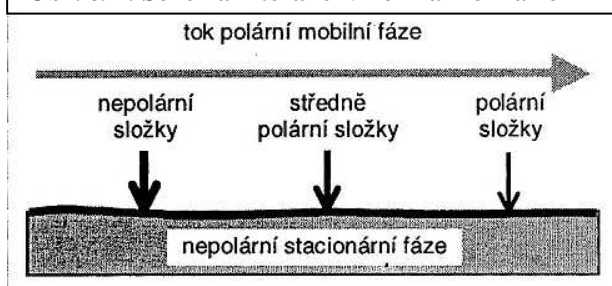 tok polární mobilní fáze
nepolární
složky
středně
polární složky
polární
složky
nepolární stacionární fáze